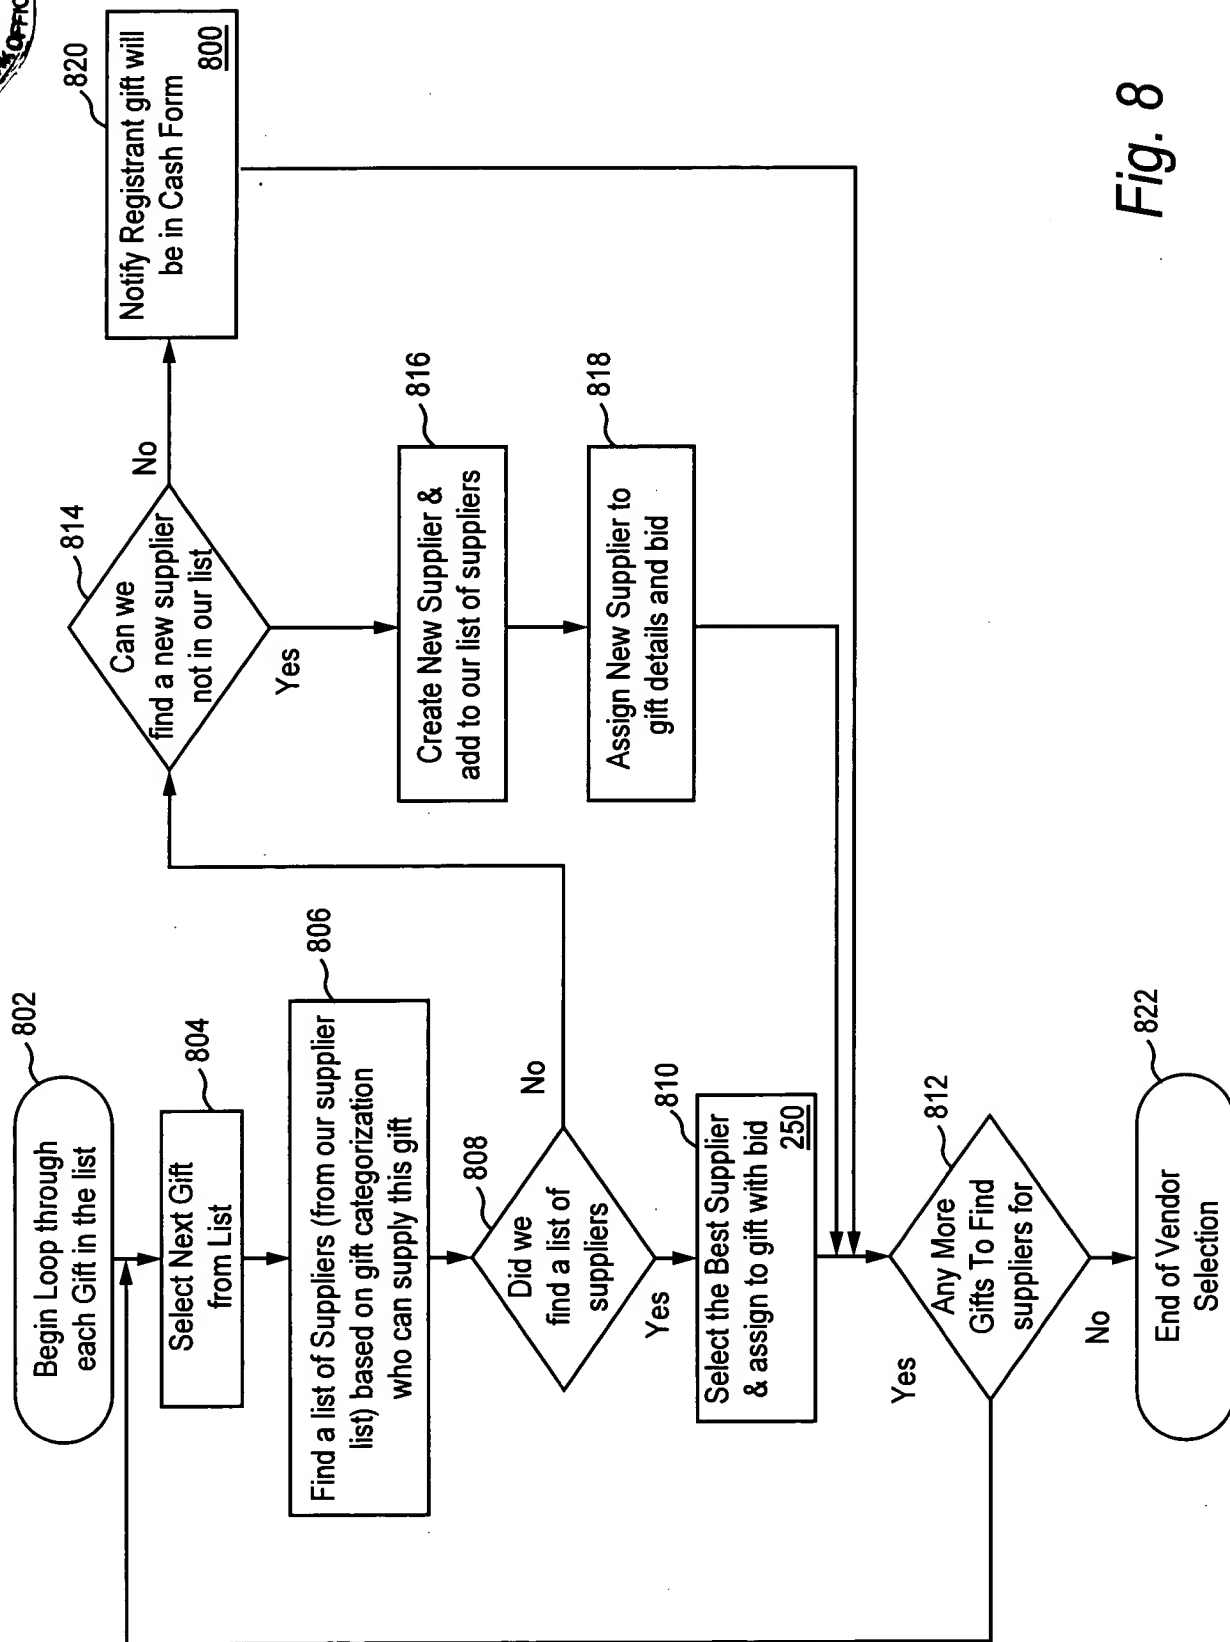 802
Begin Loop through
each Gift in the list
804
Select Next Gift
from List
806
Find a list of Suppliers (from our supplier
list) based on gift categorization
who can supply this gift
808
Did we
find a list of
suppliers
No
Yes
810
Select the Best Supplier
& assign to gift with bid
250
812
Any More
Gifts To Find
suppliers for
Yes
No
822
End of Vendor
Selection
814
Can we
find a new supplier
not in our list
No
Yes
816
Create New Supplier &
add to our list of suppliers
818
Assign New Supplier to
gift details and bid
820
Notify Registrant gift will
be in Cash Form
800
Fig. 8